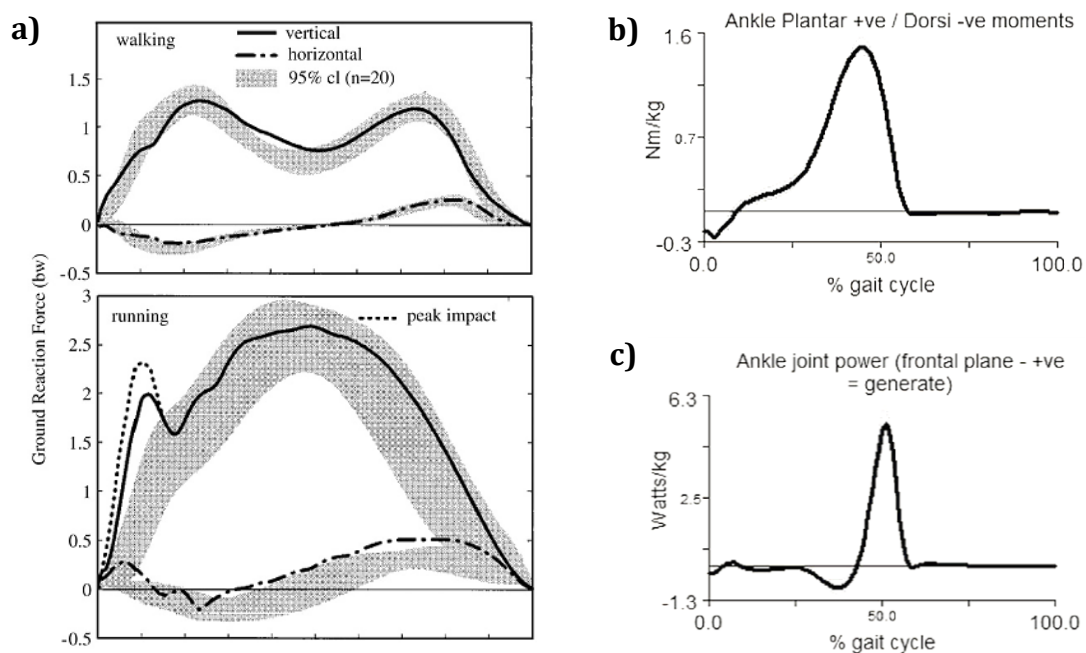 a)
walking
vertical
horizontal
95% cl (n=20)
1.5
1
0.5
0
-0.5
Ground Reaction Force (bw)
running
peak impact
3
2.5
2
1.5
1
0.5
0
-0.5
b)
Ankle Plantar +ve / Dorsi -ve moments
1.6
0.7
-0.3
Nm/kg
0.0
50.0
100.0
% gait cycle
c)
Ankle joint power (frontal plane - +ve
= generate)
6.3
2.5
-1.3
Watts/kg
0.0
50.0
100.0
% gait cycle